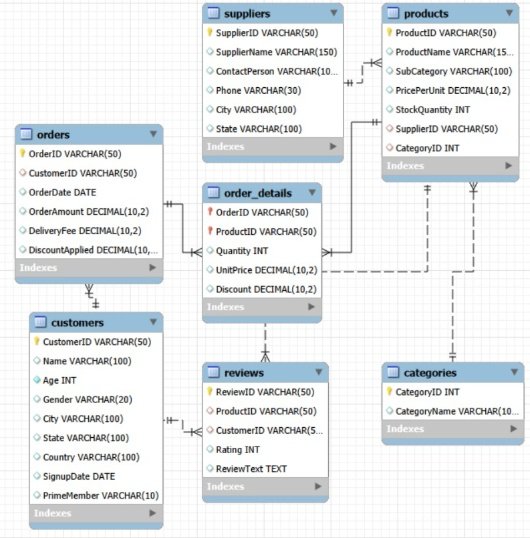 suppliers
SupplierID VARCHAR(50)
SupplierName VARCHAR(150)
ContactPerson VARCHAR(10...
Phone VARCHAR(30)
City VARCHAR(100)
State VARCHAR(100)
Indexes
products
ProductID VARCHAR(50)
ProductName VARCHAR(15...
SubCategory VARCHAR(100)
PricePerUnit DECIMAL(10,2)
StockQuantity INT
SupplierID VARCHAR(50)
CategoryID INT
Indexes
orders
OrderID VARCHAR(50)
CustomerID VARCHAR(50)
OrderDate DATE
OrderAmount DECIMAL(10,2)
DeliveryFee DECIMAL(10,2)
DiscountApplied DECIMAL(10,...
Indexes
order_details
OrderID VARCHAR(50)
ProductID VARCHAR(50)
Quantity INT
UnitPrice DECIMAL(10,2)
Discount DECIMAL(10,2)
Indexes
customers
CustomerID VARCHAR(50)
Name VARCHAR(100)
Age INT
Gender VARCHAR(20)
City VARCHAR(100)
State VARCHAR(100)
Country VARCHAR(100)
SignupDate DATE
PrimeMember VARCHAR(10)
Indexes
reviews
ReviewID VARCHAR(50)
ProductID VARCHAR(50)
CustomerID VARCHAR(5...
Rating INT
ReviewText TEXT
Indexes
categories
CategoryID INT
CategoryName VARCHAR(10...
Indexes